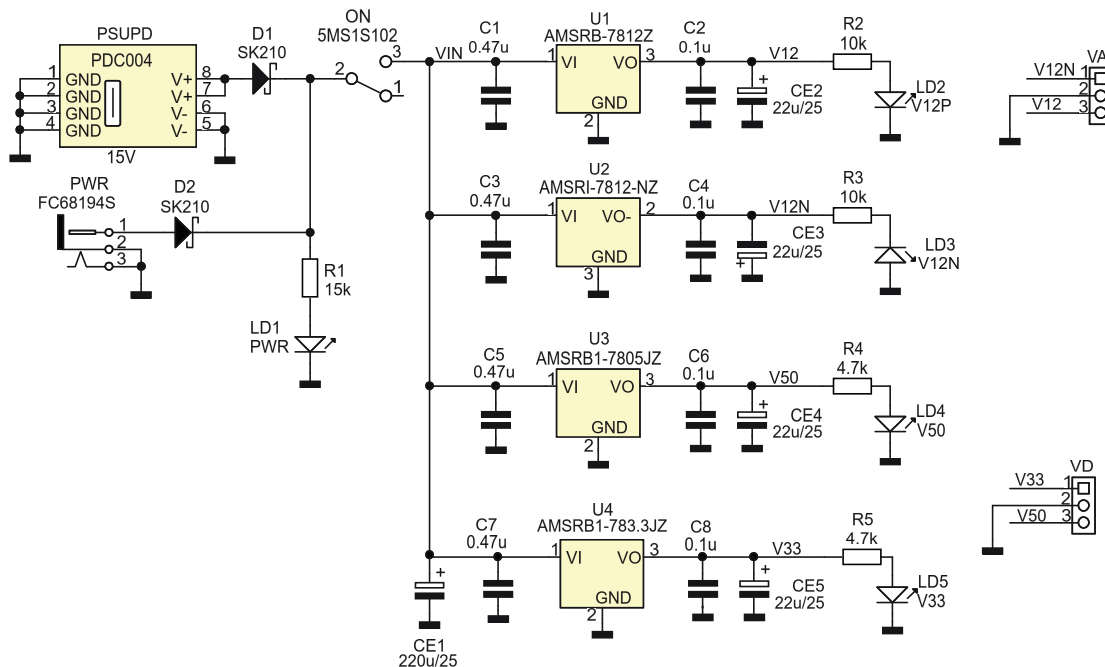 PSUPD
PDC004
1 GND V+ 8
2 GND V+ 7
3 GND V- 6
4 GND V- 5
15V
D1
SK210
ON
5MS1S102
3
2
1
PWR
FC68194S
1
2
3
D2
SK210
R1
15k
LD1
PWR
VIN
C1
0.47u
U1
AMSRB-7812Z
1 VI VO 3
GND
2
C2
0.1u
V12
+
CE2
22u/25
R2
10k
LD2
V12P
C3
0.47u
U2
AMSRI-7812-NZ
1 VI VO- 2
GND
3
C4
0.1u
V12N
CE3
22u/25
+
R3
10k
LD3
V12N
C5
0.47u
U3
AMSRB1-7805JZ
1 VI VO 3
GND
2
C6
0.1u
V50
+
CE4
22u/25
R4
4.7k
LD4
V50
C7
0.47u
U4
AMSRB1-783.3JZ
1 VI VO 3
GND
2
C8
0.1u
V33
+
CE5
22u/25
R5
4.7k
LD5
V33
+
CE1
220u/25
VA
V12N 1
2
V12 3
VD
V33 1
2
V50 3